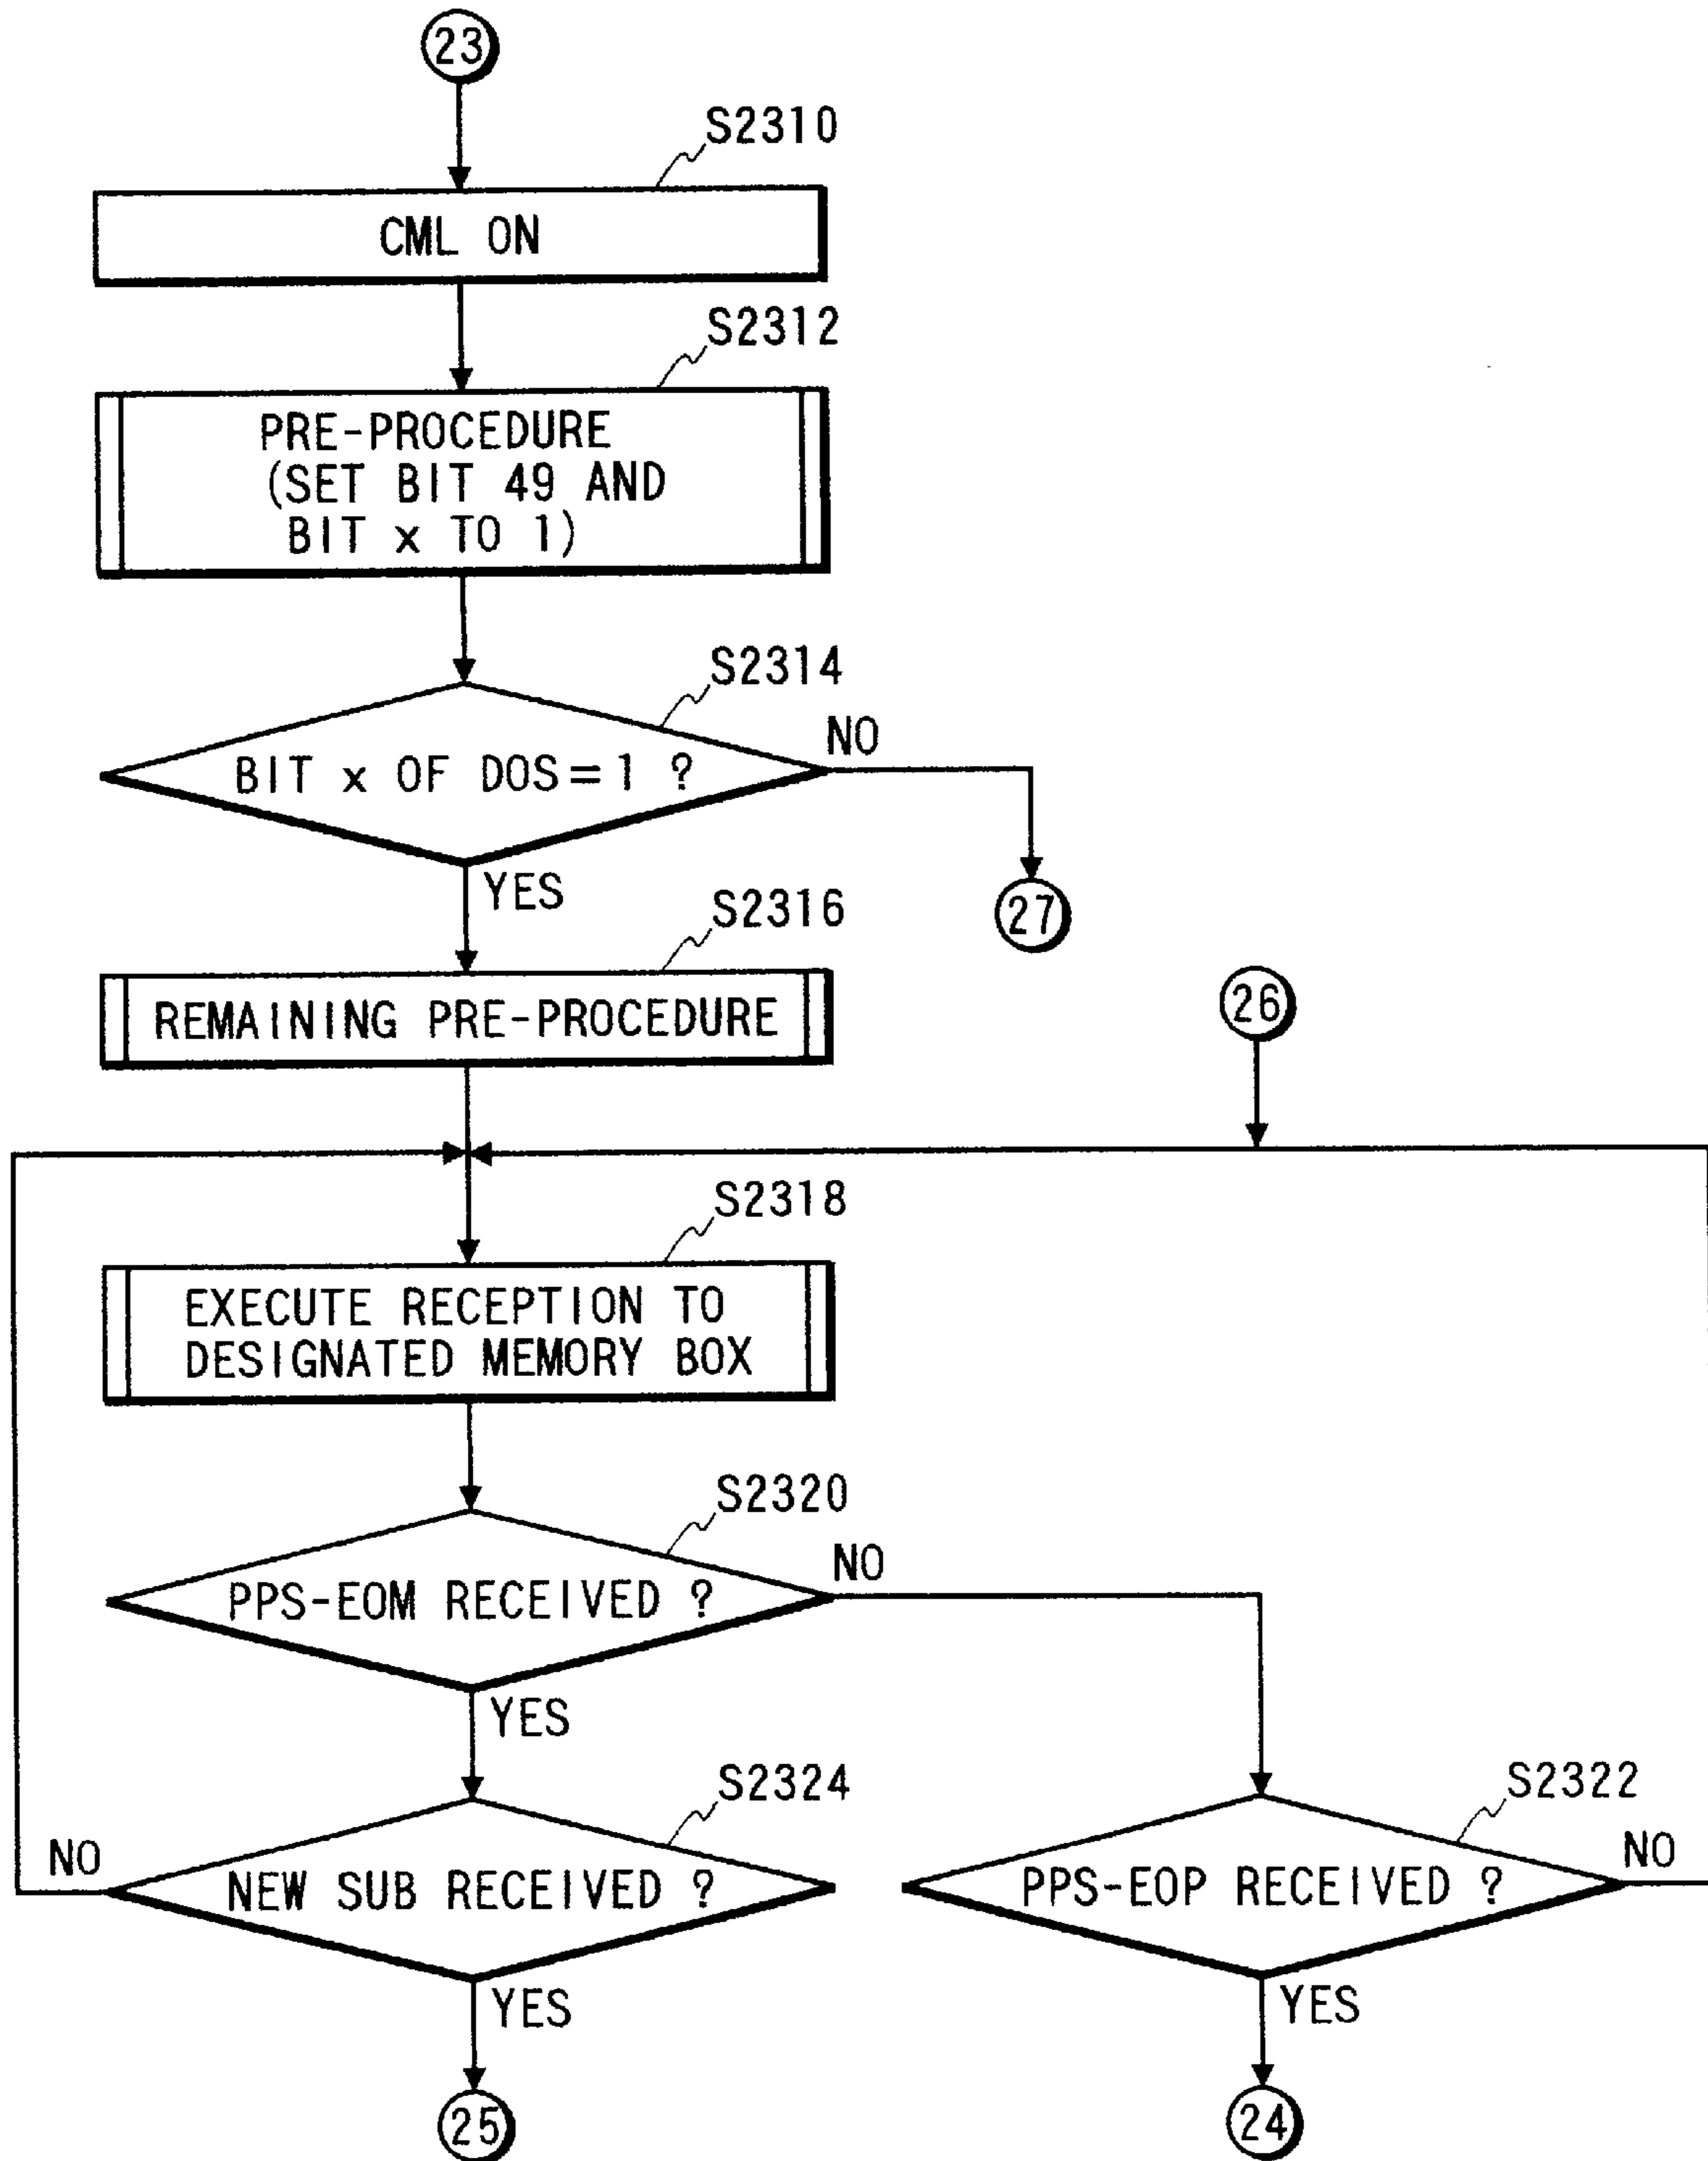 23
S2310
CML ON
S2312
PRE-PROCEDURE
(SET BIT 49 AND
BIT x TO 1)
S2314
BIT x OF DOS=1 ?
NO
YES
27
S2316
REMAINING PRE-PROCEDURE
26
S2318
EXECUTE RECEPTION TO
DESIGNATED MEMORY BOX
S2320
PPS-EOM RECEIVED ?
NO
YES
S2324
NEW SUB RECEIVED ?
NO
YES
S2322
PPS-EOP RECEIVED ?
NO
YES
25
24